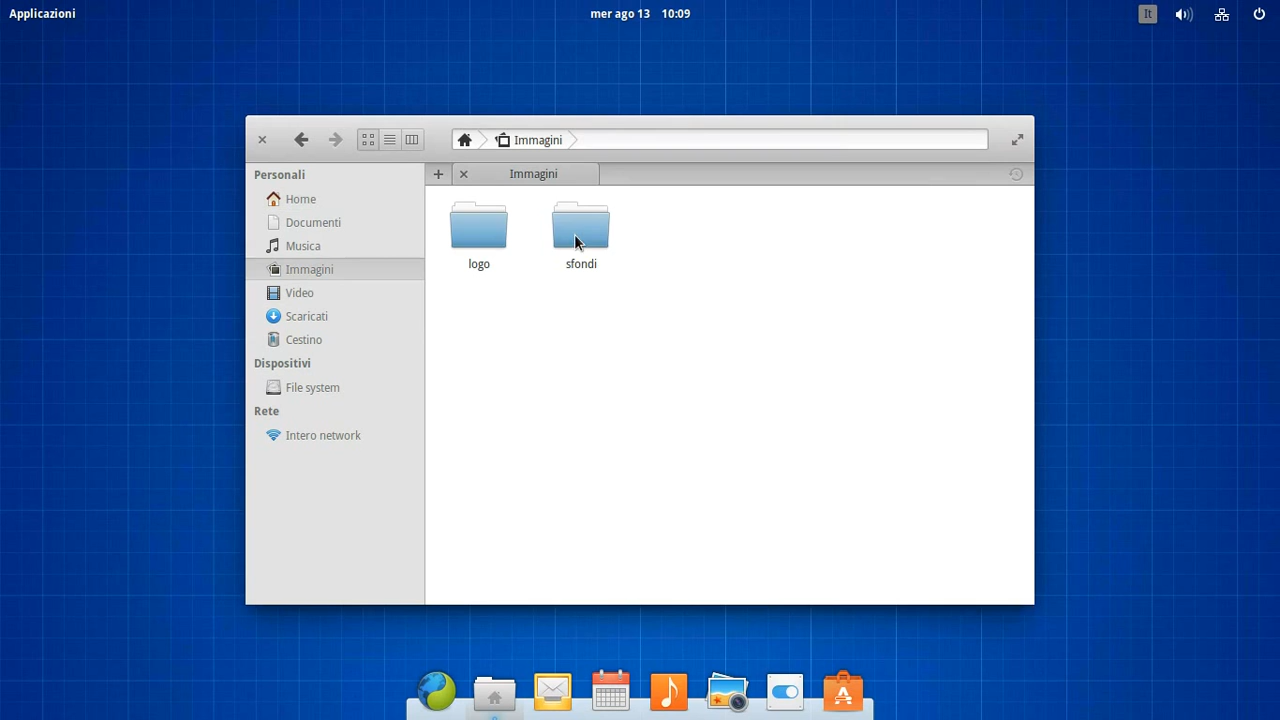 Applicazioni
mer ago 13 10:09
It
Immagini
Immagini
Personali
Home
Documenti
Musica
Immagini
Video
Scaricati
Cestino
Dispositivi
File system
Rete
Intero network
logo
sfondi